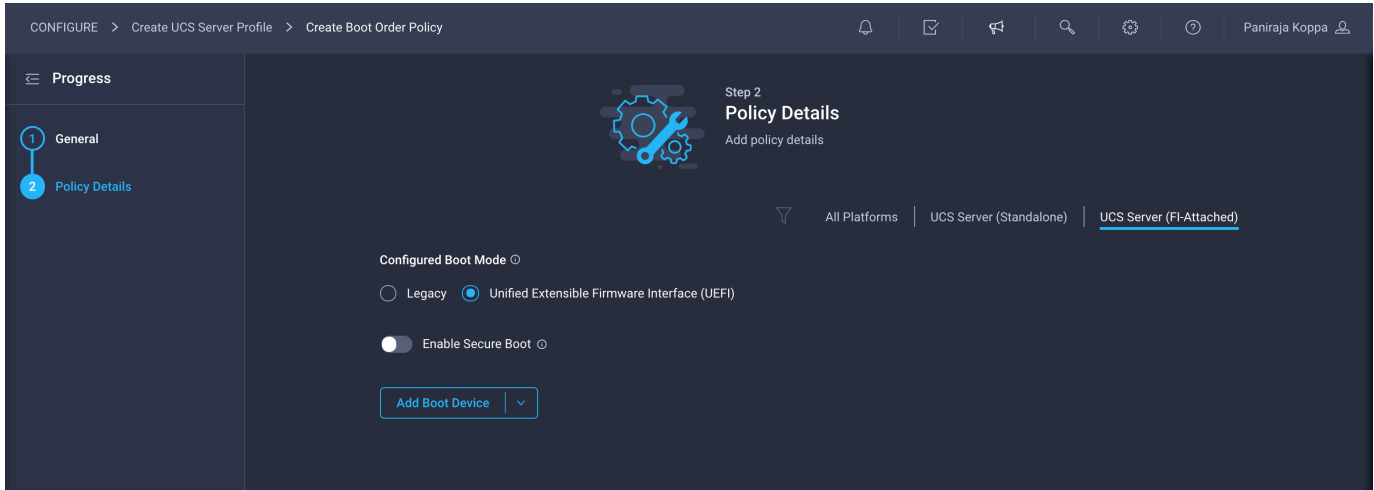 CONFIGURE > Create UCS Server Profile > Create Boot Order Policy
Paniraja Koppa
Progress
1 General
2 Policy Details
Step 2
Policy Details
Add policy details
All Platforms | UCS Server (Standalone) | UCS Server (FI-Attached)
Configured Boot Mode
Legacy Unified Extensible Firmware Interface (UEFI)
Enable Secure Boot
Add Boot Device